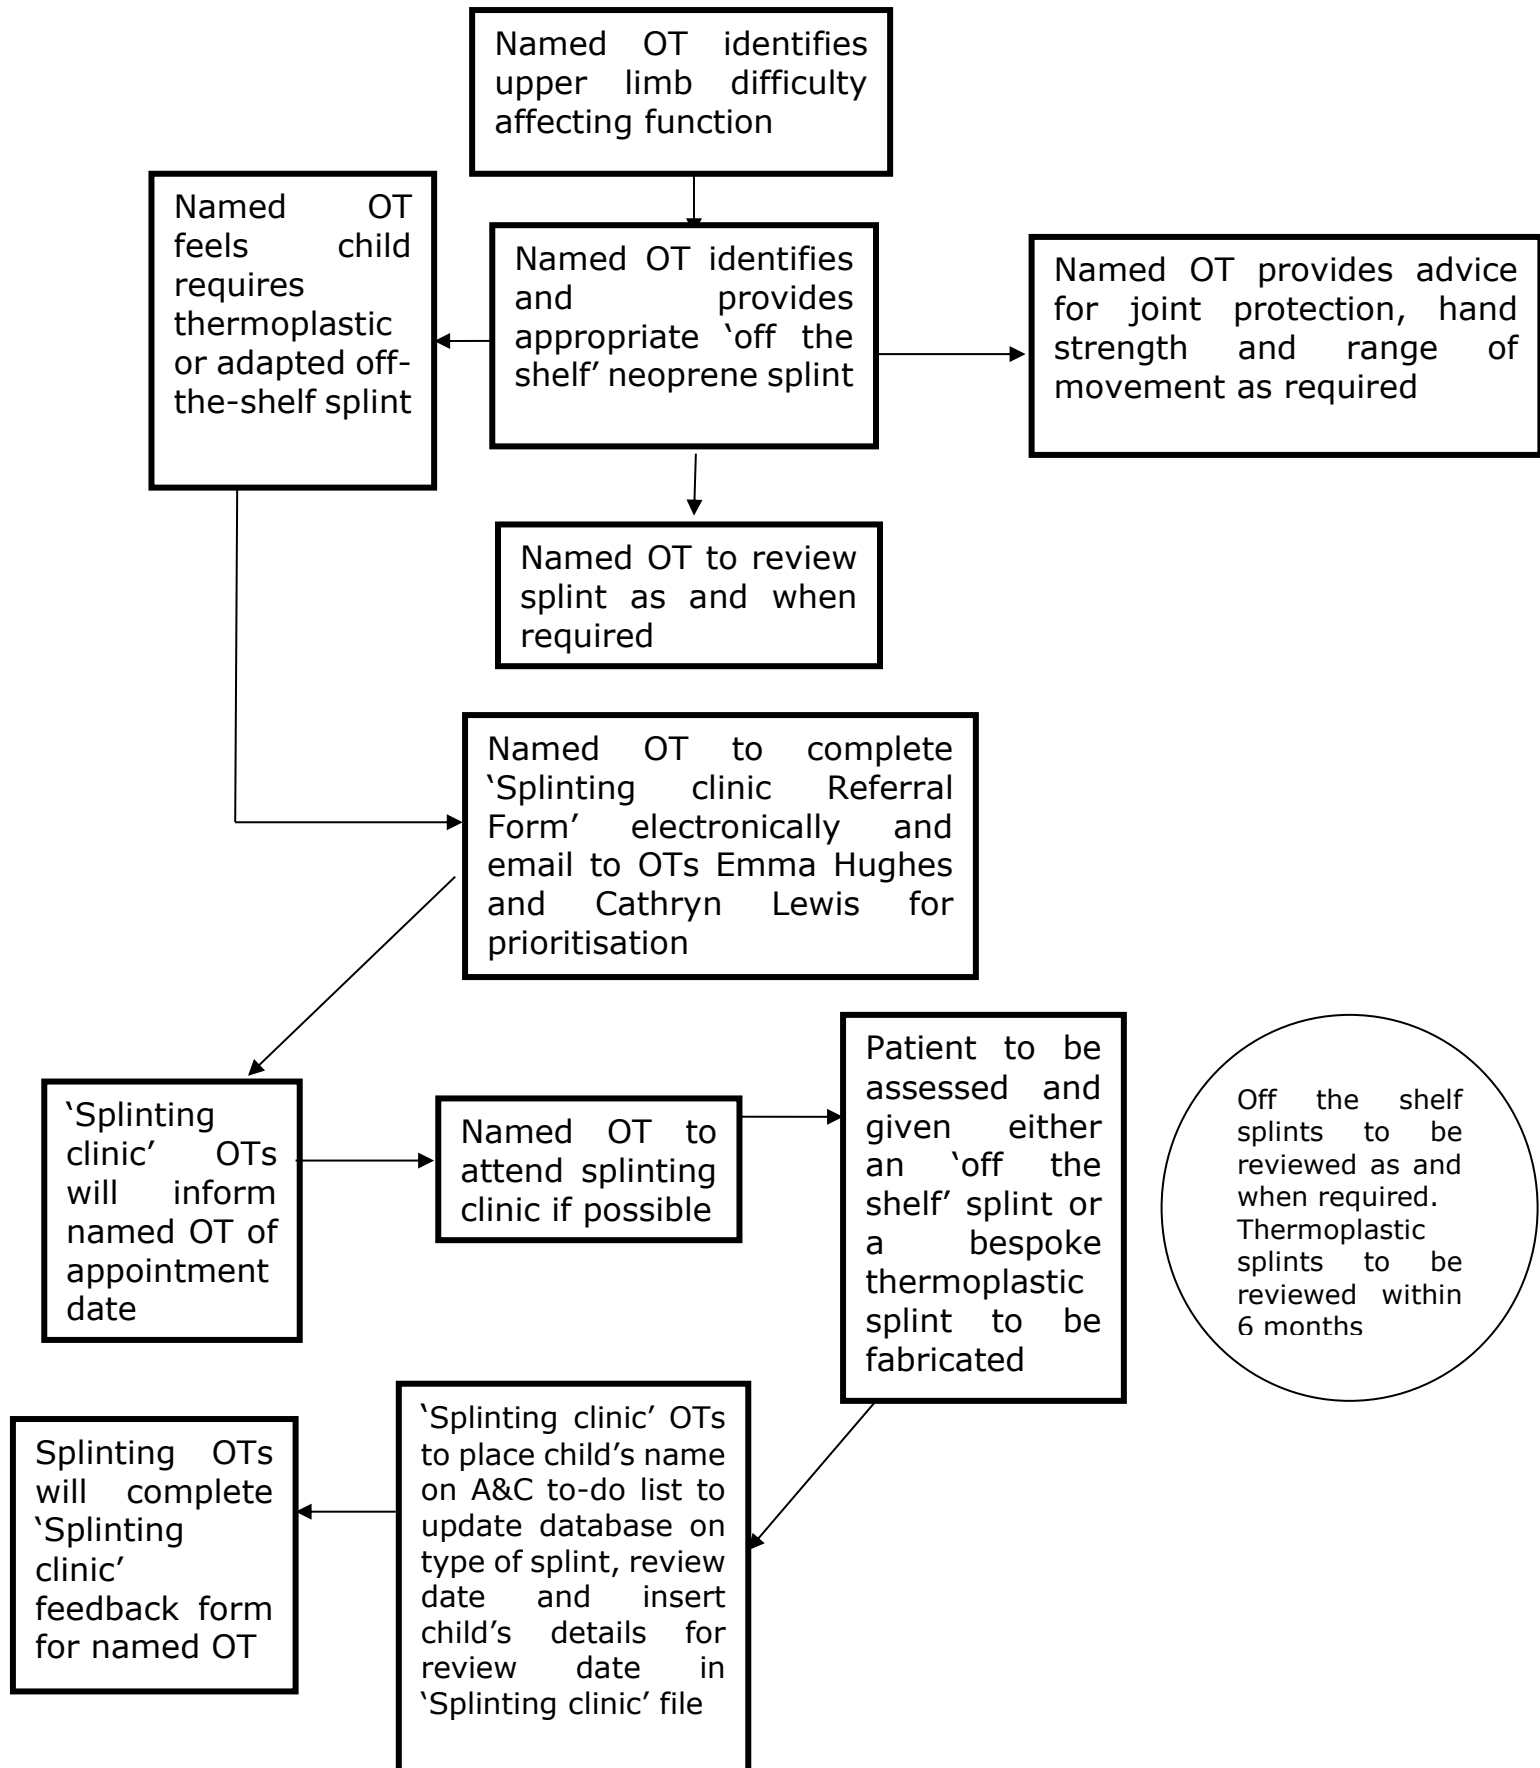 Named OT identifies
upper limb difficulty
affecting function
Named OT
feels child
requires
thermoplastic
or adapted off-
the-shelf splint
Named OT identifies
and provides
appropriate ‘off the
shelf’ neoprene splint
Named OT provides advice
for joint protection, hand
strength and range of
movement as required
Named OT to review
splint as and when
required
Named OT to complete
‘Splinting clinic Referral
Form’ electronically and
email to OTs Emma Hughes
and Cathryn Lewis for
prioritisation
‘Splinting
clinic’ OTs
will inform
named OT of
appointment
date
Named OT to
attend splinting
clinic if possible
Patient to be
assessed and
given either
an ‘off the
shelf’ splint or
a bespoke
thermoplastic
splint to be
fabricated
Off the shelf
splints to be
reviewed as and
when required.
Thermoplastic
splints to be
reviewed within
6 months
‘Splinting clinic’ OTs
to place child’s name
on A&C to-do list to
update database on
type of splint, review
date and insert
child’s details for
review date in
‘Splinting clinic’ file
Splinting OTs
will complete
‘Splinting
clinic’
feedback form
for named OT